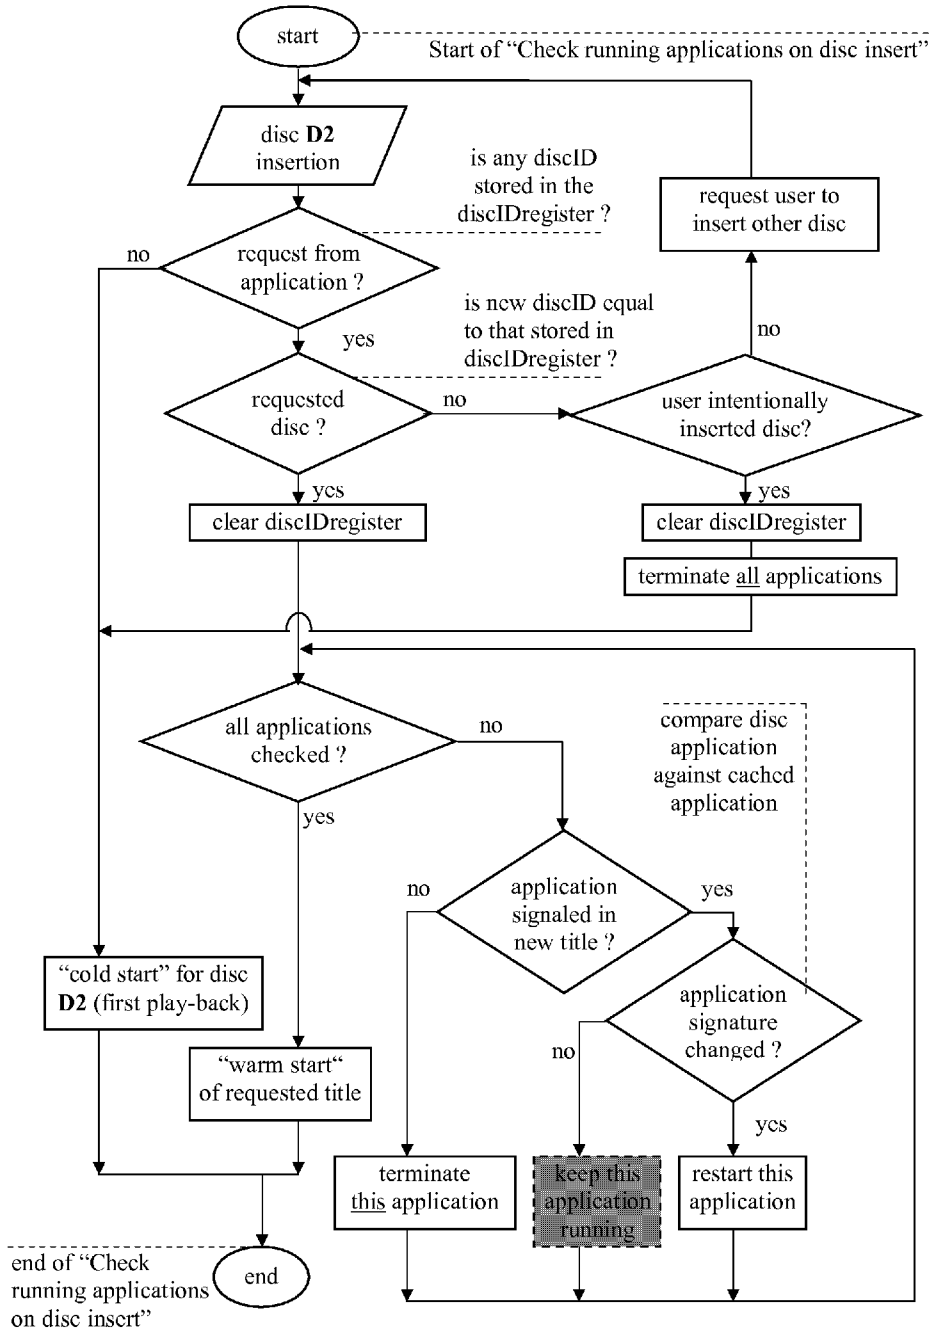 start
Start of “Check running applications on disc insert”
disc D2
insertion
is any discID
stored in the
discIDregister ?
request user to
insert other disc
no
request from
application ?
is new discID equal
to that stored in
discIDregister ?
yes
no
requested
disc ?
no
user intentionally
inserted disc?
yes
yes
clear discIDregister
clear discIDregister
terminate all applications
all applications
checked ?
no
compare disc
application
against cached
application
yes
no
application
signaled in
new title ?
yes
“cold start” for disc
D2 (first play-back)
application
signature
changed ?
no
“warm start“
of requested title
yes
terminate
this application
keep this
application
running
restart this
application
end of “Check
running applications
on disc insert”
end